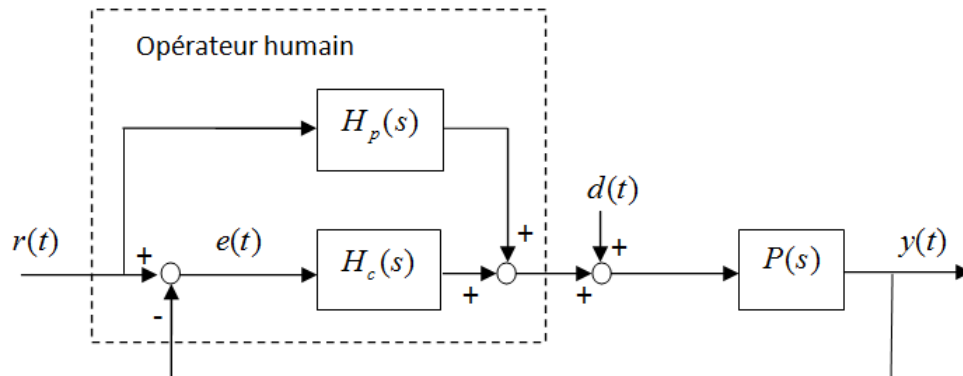 Opérateur humain
H_p(s)
d(t)
r(t)
+
e(t)
H_c(s)
+
+
+
+
P(s)
y(t)
-